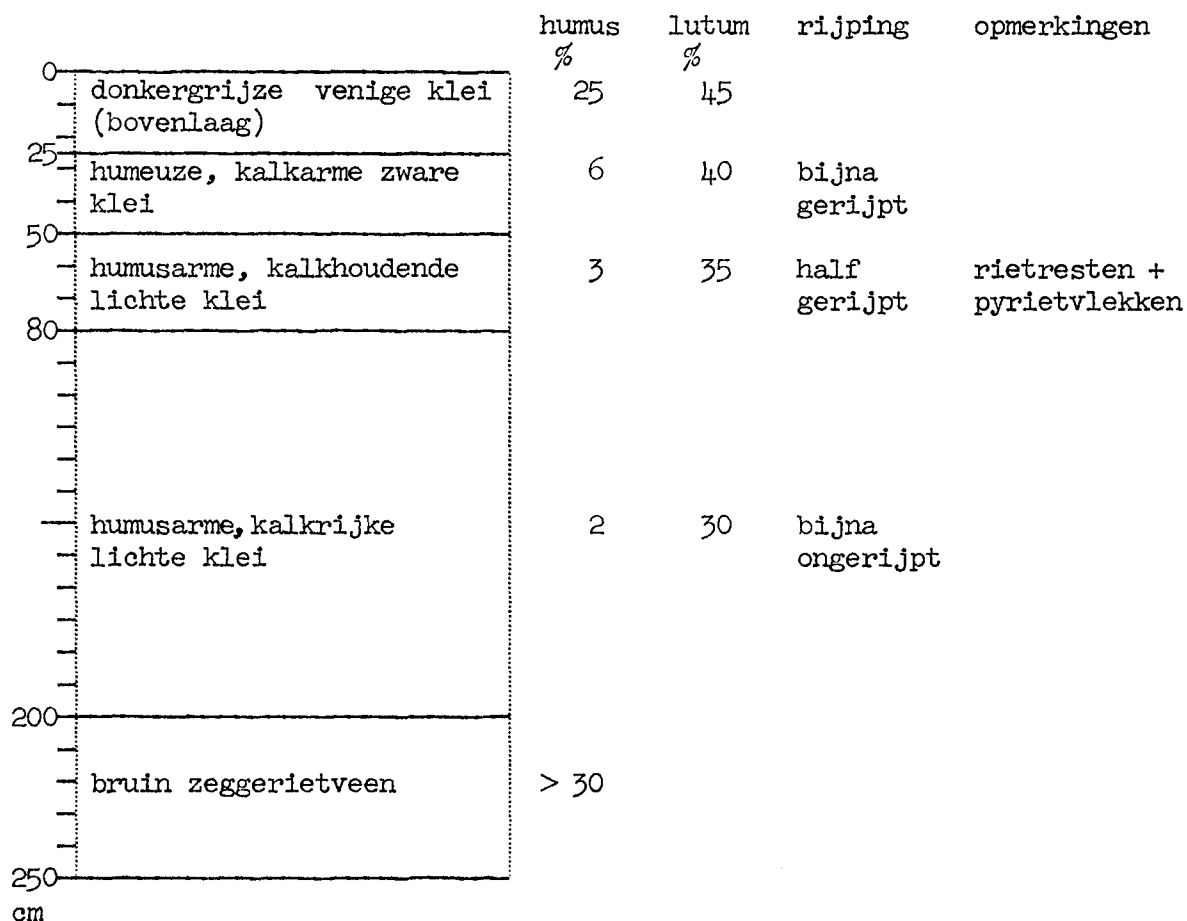 humus lutum rijping opmerkingen
% %
0
donkergrijze venige klei 25 45
(bovenlaag)
25
humeuze, kalkarme zware 6 40 bijna
klei gerijpt
50
humusarme, kalkhoudende 3 35 half rietresten +
lichte klei gerijpt pyrietvlekken
80
humusarme, kalkrijke 2 30 bijna
lichte klei ongerijpt
200
bruin zeggerietveen > 30
250
cm